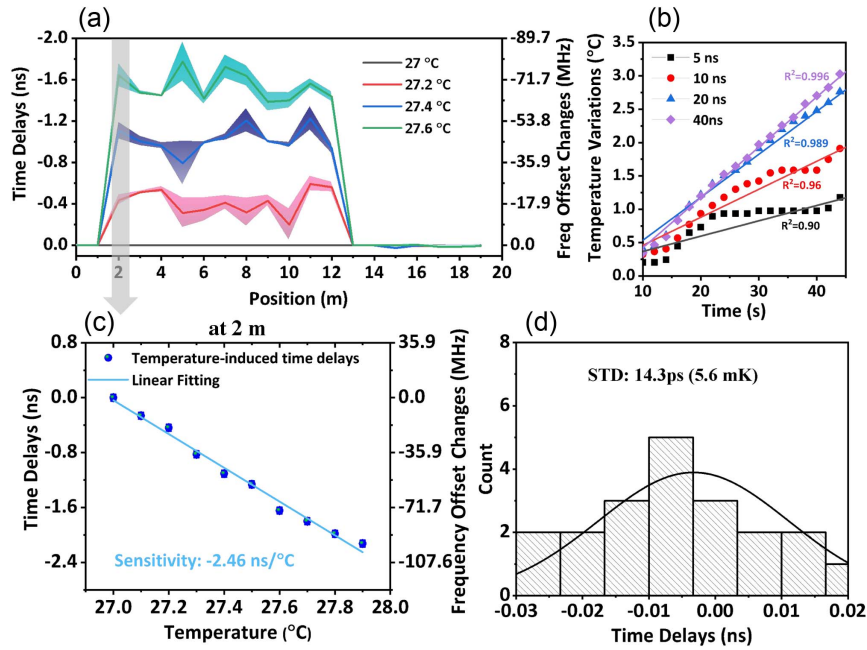 (a)
-2.0
-1.6
-1.2
-0.8
-0.4
0.0
Time Delays (ns)
-89.7
-71.7
-53.8
-35.9
-17.9
-0.0
Freq Offset Changes (MHz)
27 °C
27.2 °C
27.4 °C
27.6 °C
0 2 4 6 8 10 12 14 16 18 20
Position (m)
(b)
3.5
3.0
2.5
2.0
1.5
1.0
0.5
0.0
Temperature Variations (°C)
5 ns
10 ns
20 ns
40ns
R²=0.996
R²=0.989
R²=0.96
R²=0.90
10 20 30 40
Time (s)
(c)
at 2 m
0.8
0.0
-0.8
-1.6
-2.4
Time Delays (ns)
35.9
-0.0
-35.9
-71.7
-107.6
Frequency Offset Changes (MHz)
Temperature-induced time delays
Linear Fitting
Sensitivity: -2.46 ns/°C
27.0 27.2 27.4 27.6 27.8 28.0
Temperature (°C)
(d)
8
6
4
2
0
Count
STD: 14.3ps (5.6 mK)
-0.03 -0.02 -0.01 0.00 0.01 0.02
Time Delays (ns)